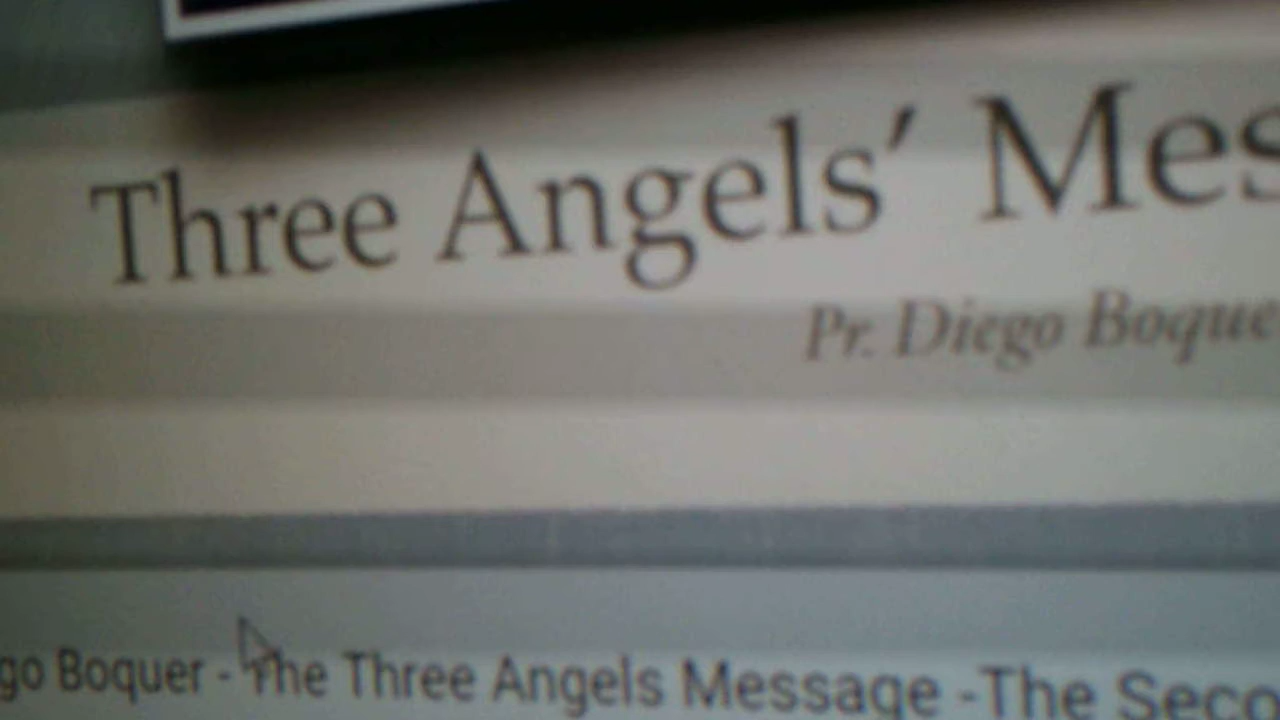 Three Angels' Mes
Pr. Diego Boque
go Boquer - The Three Angels Message -The Seco